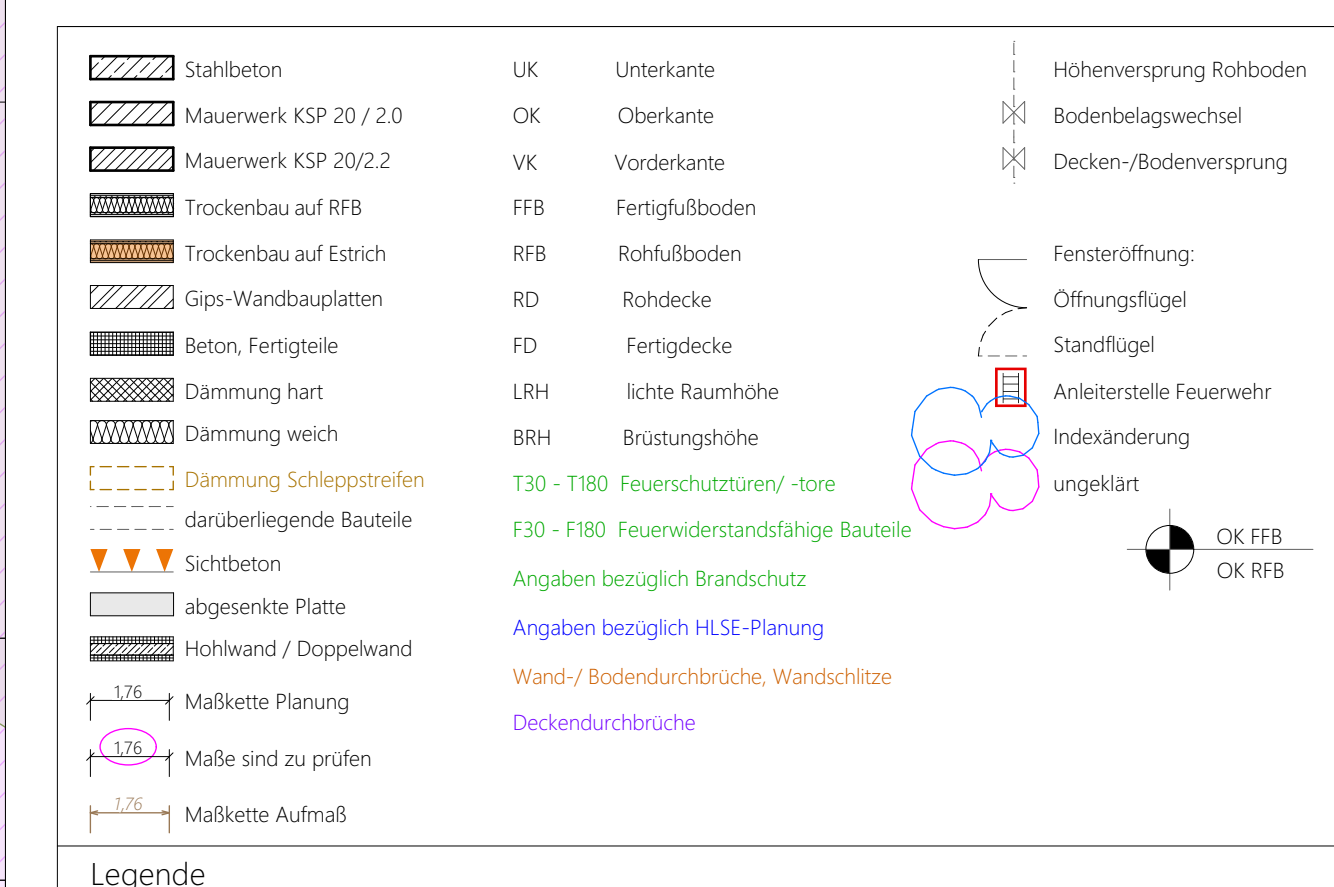 Stahlbeton
Mauerwerk KSP 20 / 2.0
Mauerwerk KSP 20/2.2
Trockenbau auf RFB
Trockenbau auf Estrich
Gips-Wandbauplatten
Beton, Fertigteile
Dämmung hart
Dämmung weich
Dämmung Schleppstreifen
darüberliegende Bauteile
Sichtbeton
abgesenkte Platte
Hohlwand / Doppelwand
1,76 Maßkette Planung
1,76 Maße sind zu prüfen
1,76 Maßkette Aufmaß
UK Unterkante
OK Oberkante
VK Vorderkante
FFB Fertigfußboden
RFB Rohfußboden
RD Rohdecke
FD Fertigdecke
LRH lichte Raumhöhe
BRH Brüstungshöhe
T30 - T180 Feuerschutztüren/ -tore
F30 - F180 Feuerwiderstandsfähige Bauteile
Angaben bezüglich Brandschutz
Angaben bezüglich HLSE-Planung
Wand-/ Bodendurchbrüche, Wandschlitze
Deckendurchbrüche
Höhenversprung Rohboden
Bodenbelagswechsel
Decken-/Bodenversprung
Fensteröffnung:
Öffnungsflügel
Standflügel
Anleiterstelle Feuerwehr
Indexänderung
ungeklärt
OK FFB
OK RFB
Legende